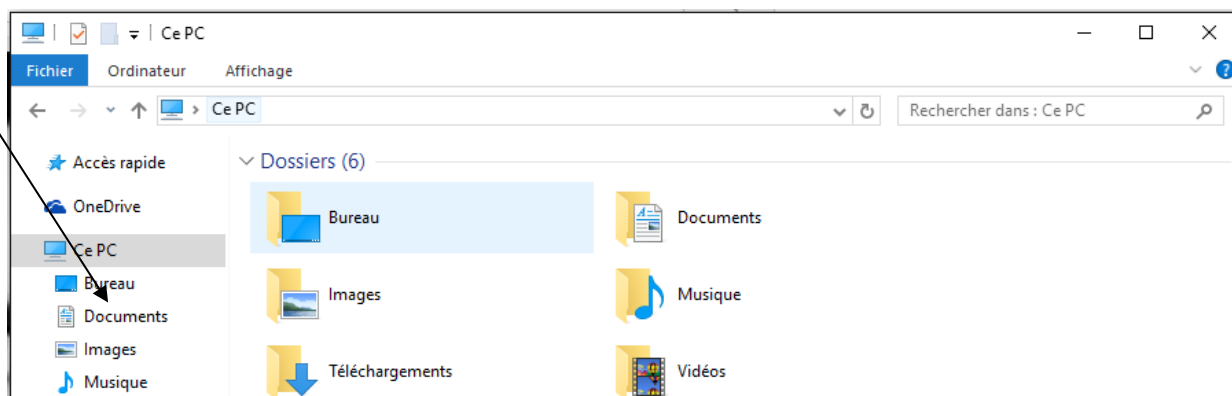 Ce PC
Fichier Ordinateur Affichage
Ce PC Rechercher dans : Ce PC
Accès rapide
OneDrive
Ce PC
Bureau
Documents
Images
Musique
Dossiers (6)
Bureau Documents
Images Musique
Téléchargements Vidéos